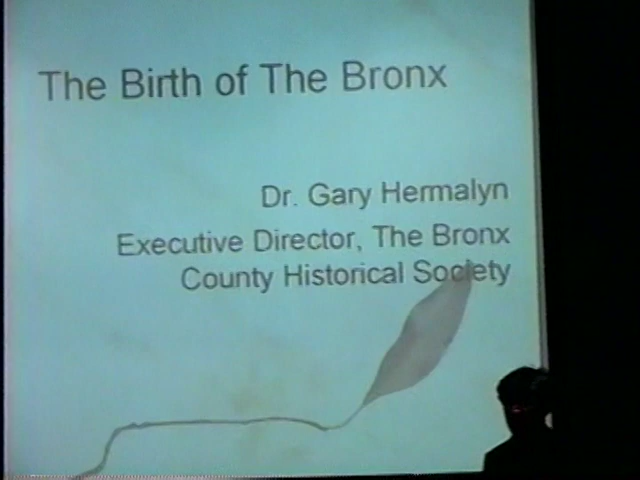 The Birth of The Bronx
Dr. Gary Hermalyn
Executive Director, The Bronx
County Historical Society